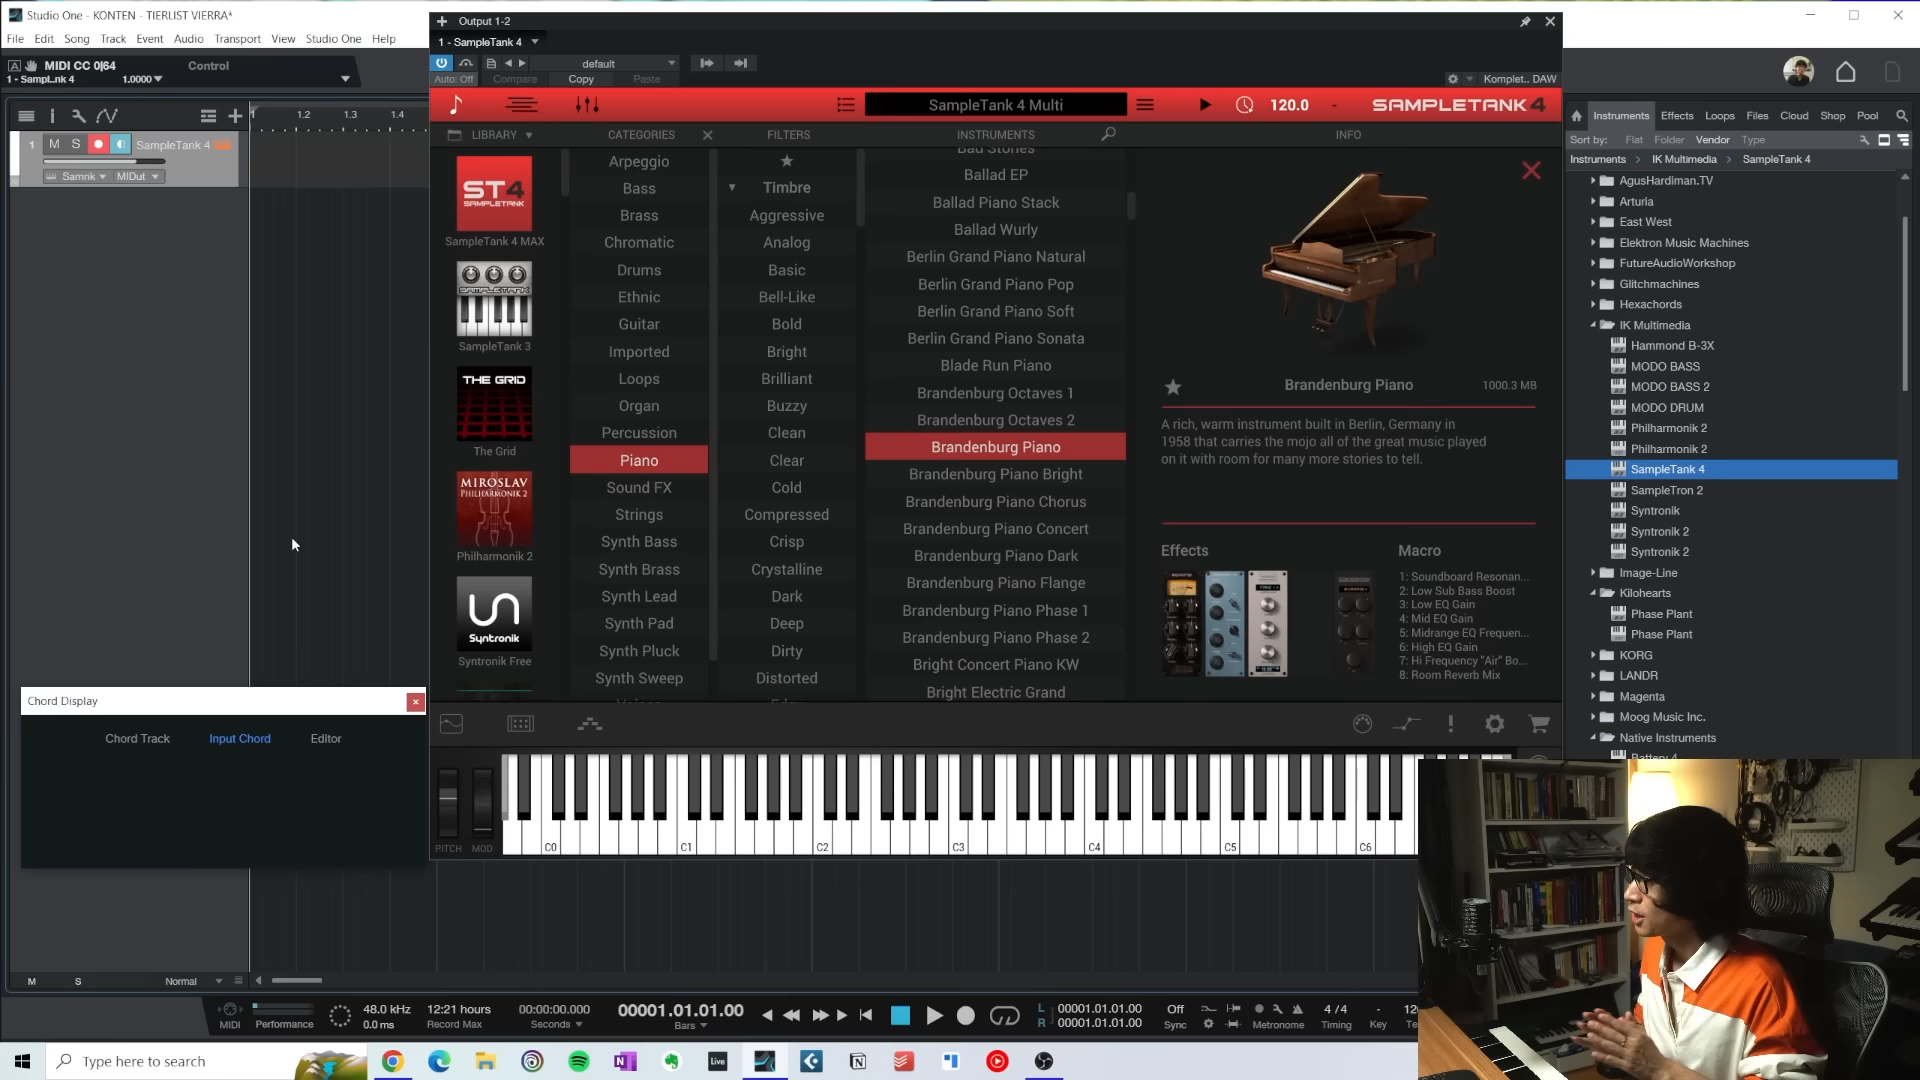 Studio One - KONTEN - TIERLIST VIERRA*
File Edit Song Track Event Audio Transport View Studio One Help
MIDI CC 0|64
Control
1 - Sampl..nk 4
1.0000
1.2 1.3 1.4
1 M S SampleTank 4
Samnk MIDut
Output 1-2
1 - SampleTank 4
default
Auto: Off Compare Copy Paste
Komplet.. DAW
SampleTank 4 Multi
120.0
SAMPLETANK 4
LIBRARY
ST4
SAMPLETANK
SampleTank 4 MAX
SampleTank 3
THE GRID
The Grid
MIROSLAV
PHILHARMONIK 2
Philharmonik 2
Syntronik
Syntronik Free
CATEGORIES
Arpeggio
Bass
Brass
Chromatic
Drums
Ethnic
Guitar
Imported
Loops
Organ
Percussion
Piano
Sound FX
Strings
Synth Bass
Synth Brass
Synth Lead
Synth Pad
Synth Pluck
Synth Sweep
FILTERS
Timbre
Aggressive
Analog
Basic
Bell-Like
Bold
Bright
Brilliant
Buzzy
Clean
Clear
Cold
Compressed
Crisp
Crystalline
Dark
Deep
Dirty
Distorted
INSTRUMENTS
Bad Stories
Ballad EP
Ballad Piano Stack
Ballad Wurly
Berlin Grand Piano Natural
Berlin Grand Piano Pop
Berlin Grand Piano Soft
Berlin Grand Piano Sonata
Blade Run Piano
Brandenburg Octaves 1
Brandenburg Octaves 2
Brandenburg Piano
Brandenburg Piano Bright
Brandenburg Piano Chorus
Brandenburg Piano Concert
Brandenburg Piano Dark
Brandenburg Piano Flange
Brandenburg Piano Phase 1
Brandenburg Piano Phase 2
Bright Concert Piano KW
Bright Electric Grand
INFO
Brandenburg Piano
1000.3 MB
A rich, warm instrument built in Berlin, Germany in
1958 that carries the mojo all of the great music played
on it with room for many more stories to tell.
Effects
Macro
1: Soundboard Resonan...
2: Low Sub Bass Boost
3: Low EQ Gain
4: Mid EQ Gain
5: Midrange EQ Frequen...
6: High EQ Gain
7: Hi Frequency "Air" Bo...
8: Room Reverb Mix
PITCH MOD
C0 C1 C2 C3 C4 C5 C6
Chord Display
Chord Track Input Chord Editor
Instruments Effects Loops Files Cloud Shop Pool
Sort by: Flat Folder Vendor Type
Instruments IK Multimedia SampleTank 4
AgusHardiman.TV
Arturia
East West
Elektron Music Machines
FutureAudioWorkshop
Glitchmachines
Hexachords
IK Multimedia
Hammond B-3X
MODO BASS
MODO BASS 2
MODO DRUM
Philharmonik 2
Philharmonik 2
SampleTank 4
SampleTron 2
Syntronik
Syntronik 2
Syntronik 2
Image-Line
Kilohearts
Phase Plant
Phase Plant
KORG
LANDR
Magenta
Moog Music Inc.
Native Instruments
Battery 4
M S Normal
MIDI
Performance
48.0 kHz
0.0 ms
12:21 hours
Record Max
00:00:00.000
Seconds
00001.01.01.00
Bars
L 00001.01.01.00
R 00001.01.01.00
Off
Sync
Metronome
4 / 4
Timing
-
Key
Type here to search
Live